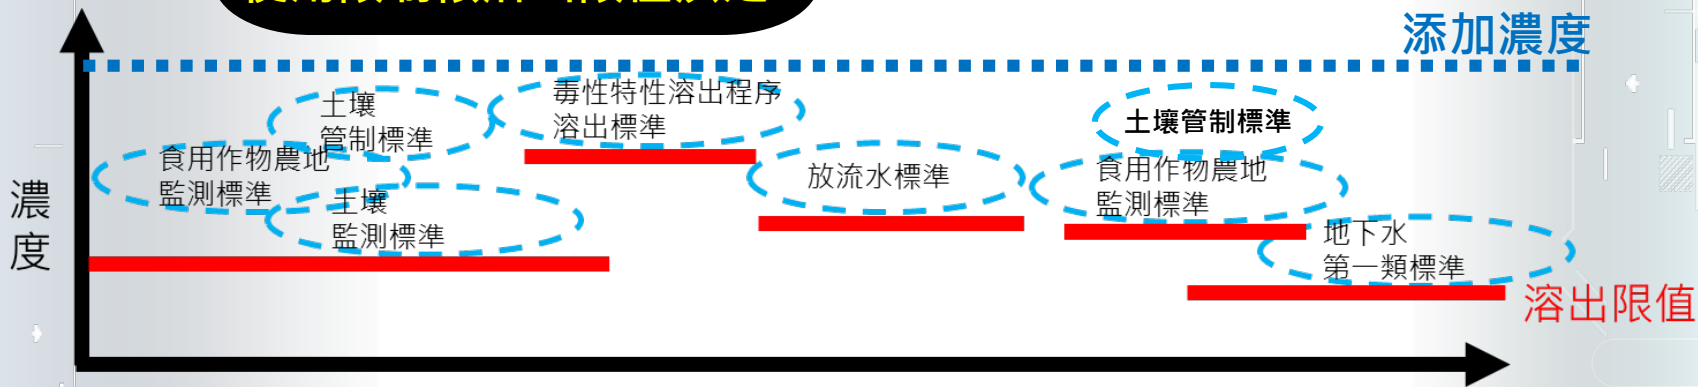 添加濃度
土壤
管制標準
毒性特性溶出程序
溶出標準
土壤管制標準
食用作物農地
監測標準
土壤
監測標準
放流水標準
食用作物農地
監測標準
地下水
第一類標準
濃度
溶出限值